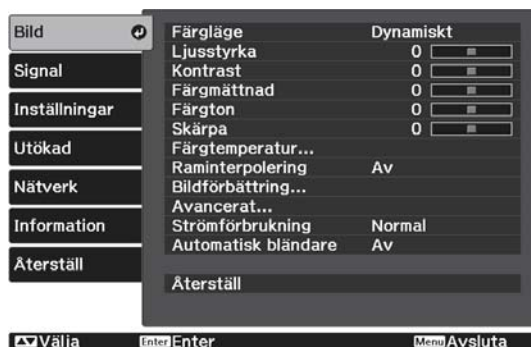 Bild
Signal
Inställningar
Utökad
Nätverk
Information
Återställ
Färgläge Dynamiskt
Ljusstyrka 0
Kontrast 0
Färgmättnad 0
Färgton 0
Skärpa 0
Färgtemperatur...
Raminterpolering Av
Bildförbättring...
Avancerat...
Strömförbrukning Normal
Automatisk bländare Av
Återställ
Välja Enter Enter Menu Avsluta